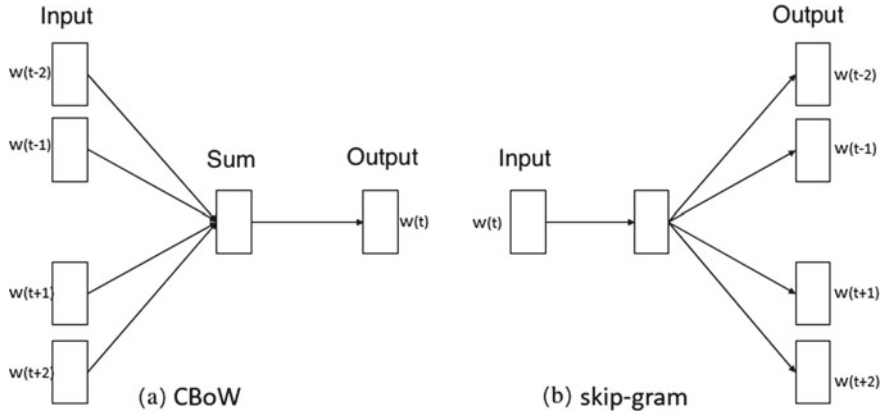 Input
w(t-2)
w(t-1)
w(t+1)
w(t+2)
Sum
Output
w(t)
(a) CBoW
Input
w(t)
Output
w(t-2)
w(t-1)
w(t+1)
w(t+2)
(b) skip-gram